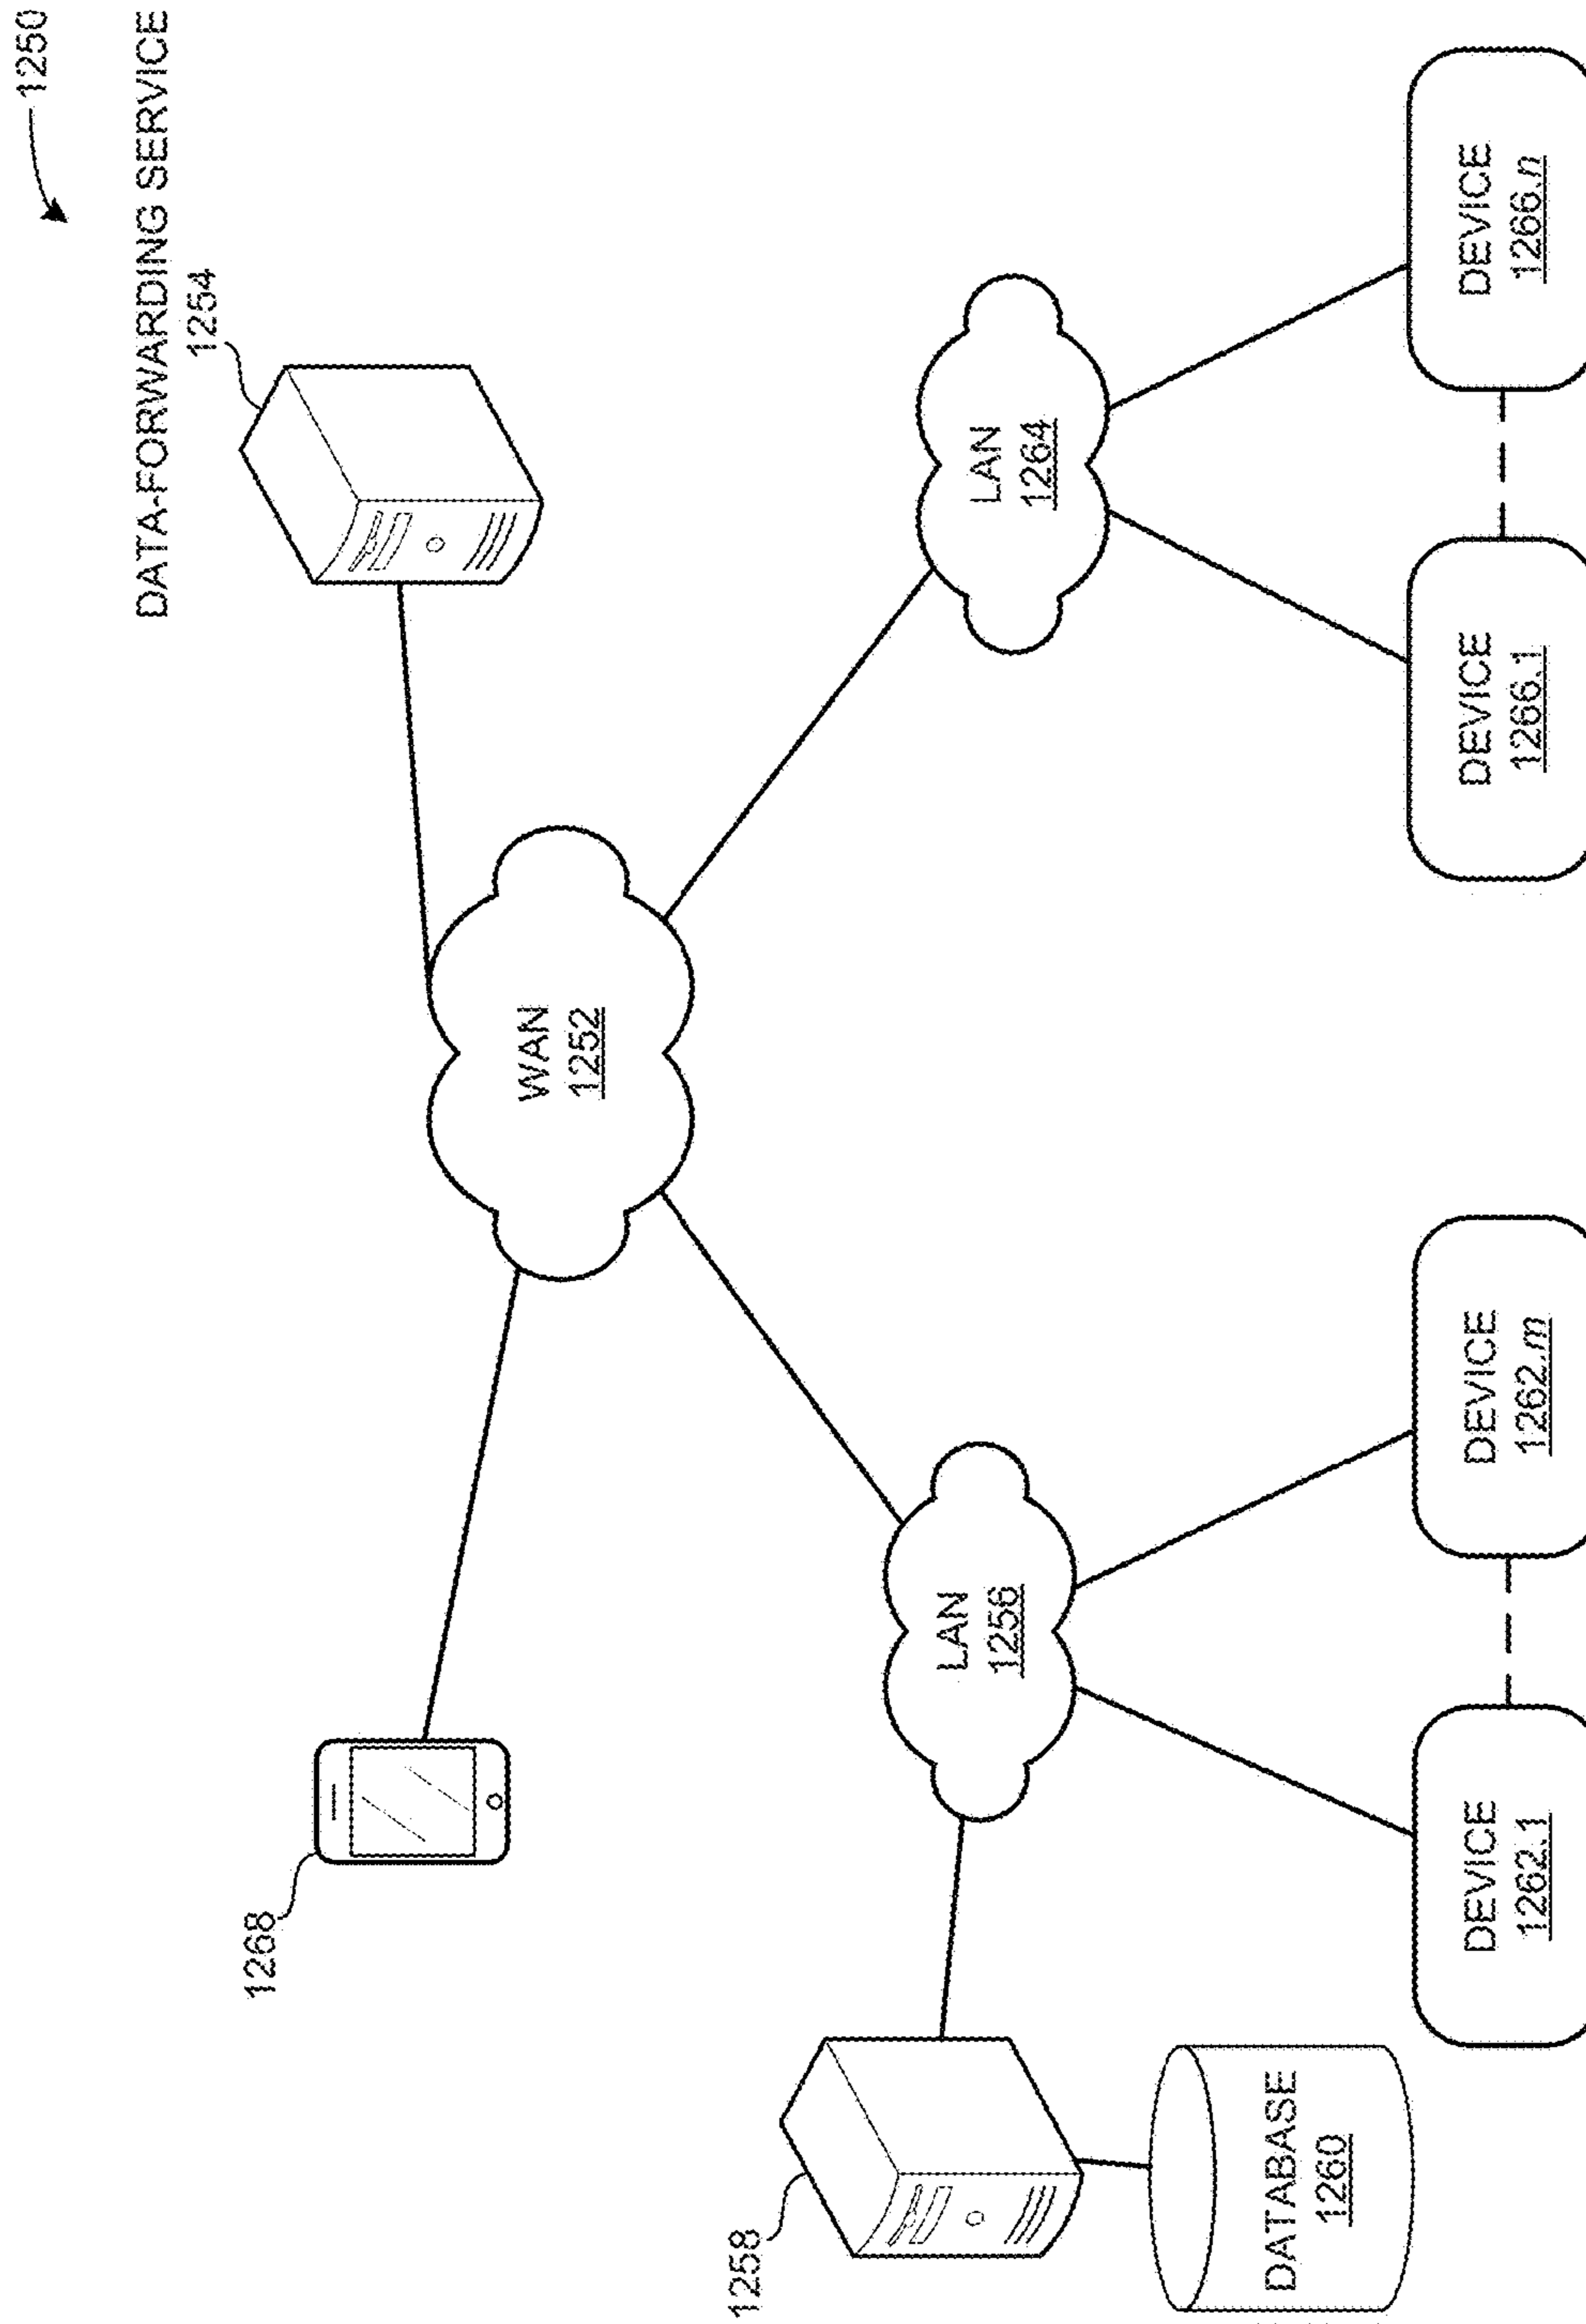 1250
DATA-FORWARDING SERVICE
1254
1268
WAN
1252
1258
LAN
1256
LAN
1264
DATABASE
1260
DEVICE
1262.1
DEVICE
1262.m
DEVICE
1266.1
DEVICE
1266.n